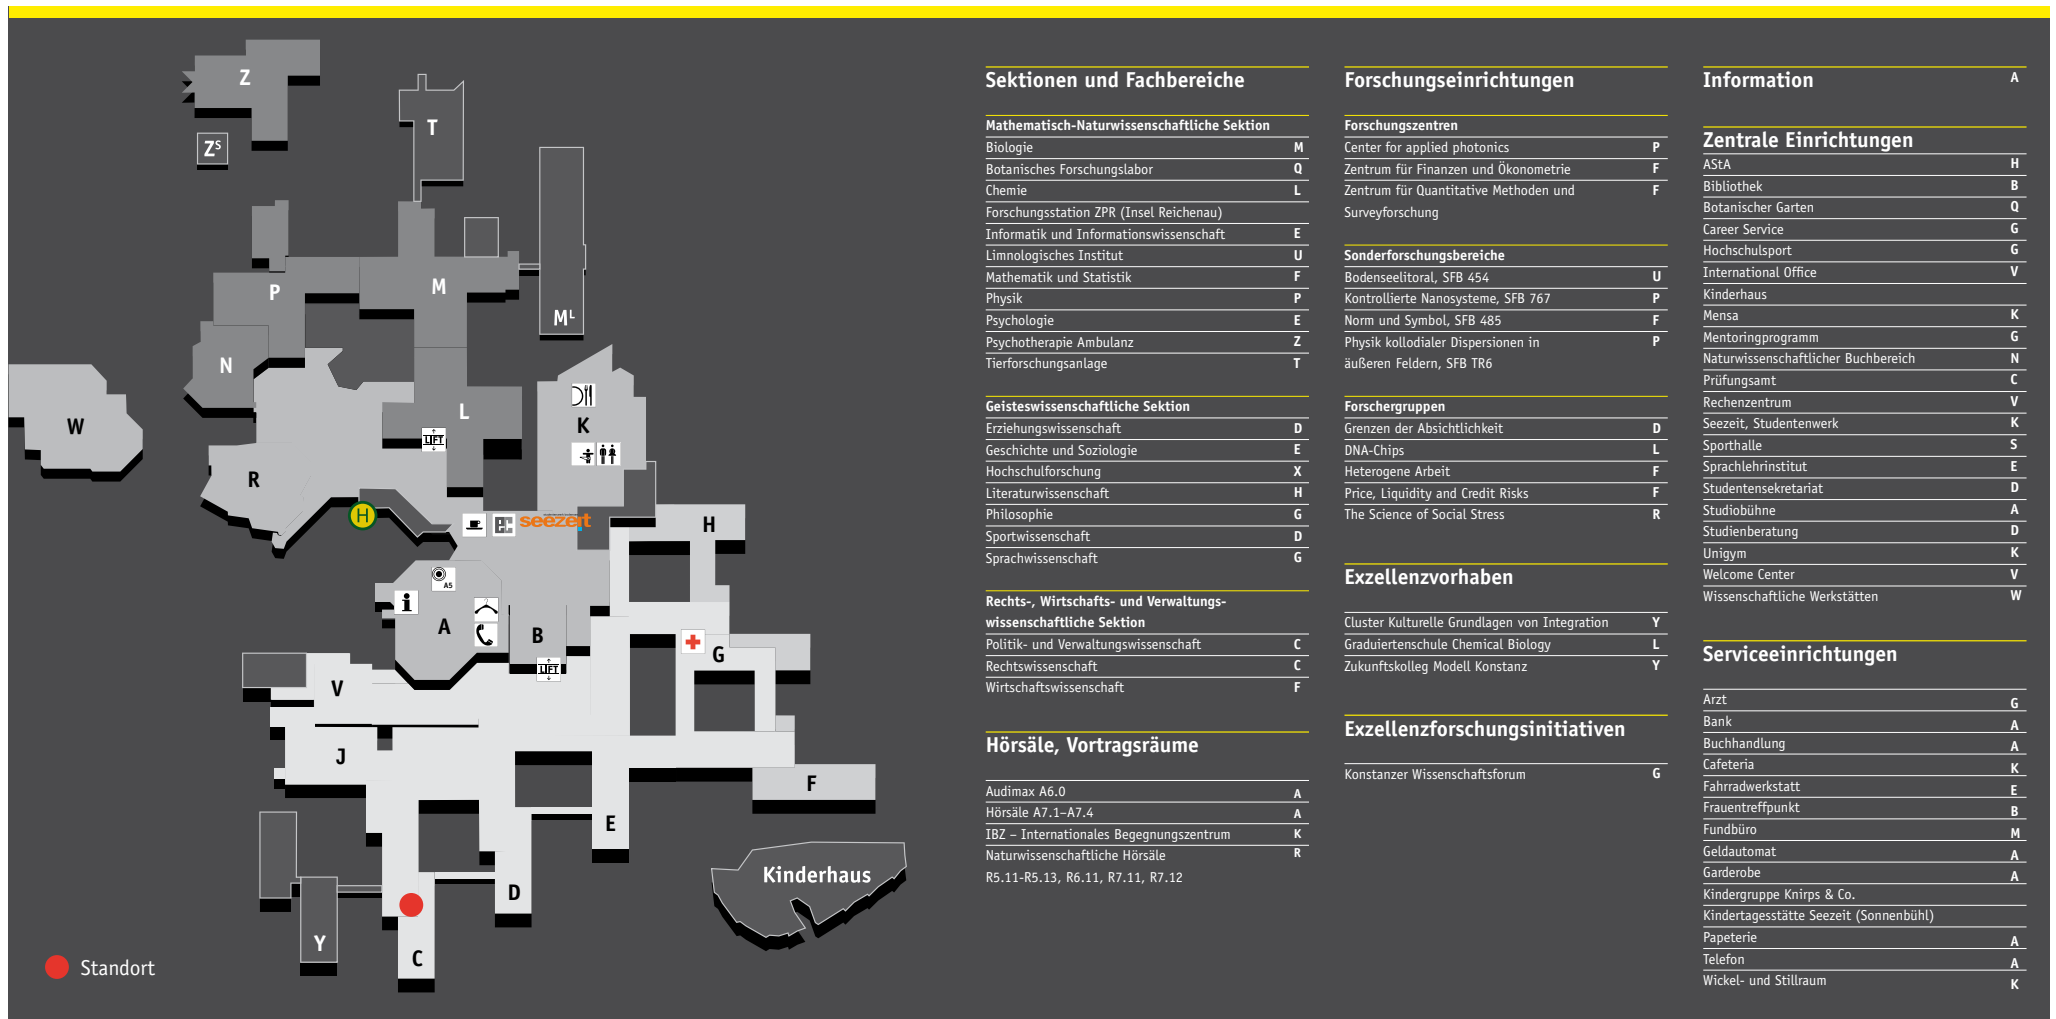 Z
Zˢ
T
P
M
Mᴸ
N
W
L
LIFT
K
R
H
ec
seezeit
H
A5
i
A
B
LIFT
G
V
J
F
E
Kinderhaus
D
Y
C
Standort
Sektionen und Fachbereiche
Mathematisch-Naturwissenschaftliche Sektion
Biologie M
Botanisches Forschungslabor Q
Chemie L
Forschungsstation ZPR (Insel Reichenau)
Informatik und Informationswissenschaft E
Limnologisches Institut U
Mathematik und Statistik F
Physik P
Psychologie E
Psychotherapie Ambulanz Z
Tierforschungsanlage T
Geisteswissenschaftliche Sektion
Erziehungswissenschaft D
Geschichte und Soziologie E
Hochschulforschung X
Literaturwissenschaft H
Philosophie G
Sportwissenschaft D
Sprachwissenschaft G
Rechts-, Wirtschafts- und Verwaltungs-
wissenschaftliche Sektion
Politik- und Verwaltungswissenschaft C
Rechtswissenschaft C
Wirtschaftswissenschaft F
Hörsäle, Vortragsräume
Audimax A6.0 A
Hörsäle A7.1–A7.4 A
IBZ – Internationales Begegnungszentrum K
Naturwissenschaftliche Hörsäle R
R5.11-R5.13, R6.11, R7.11, R7.12
Forschungseinrichtungen
Forschungszentren
Center for applied photonics P
Zentrum für Finanzen und Ökonometrie F
Zentrum für Quantitative Methoden und F
Surveyforschung
Sonderforschungsbereiche
Bodenseelitoral, SFB 454 U
Kontrollierte Nanosysteme, SFB 767 P
Norm und Symbol, SFB 485 F
Physik kollodialer Dispersionen in P
äußeren Feldern, SFB TR6
Forschergruppen
Grenzen der Absichtlichkeit D
DNA-Chips L
Heterogene Arbeit F
Price, Liquidity and Credit Risks F
The Science of Social Stress R
Exzellenzvorhaben
Cluster Kulturelle Grundlagen von Integration Y
Graduiertenschule Chemical Biology L
Zukunftskolleg Modell Konstanz Y
Exzellenzforschungsinitiativen
Konstanzer Wissenschaftsforum G
Information A
Zentrale Einrichtungen
AStA H
Bibliothek B
Botanischer Garten Q
Career Service G
Hochschulsport G
International Office V
Kinderhaus
Mensa K
Mentoringprogramm G
Naturwissenschaftlicher Buchbereich N
Prüfungsamt C
Rechenzentrum V
Seezeit, Studentenwerk K
Sporthalle S
Sprachlehrinstitut E
Studentensekretariat D
Studiobühne A
Studienberatung D
Unigym K
Welcome Center V
Wissenschaftliche Werkstätten W
Serviceeinrichtungen
Arzt G
Bank A
Buchhandlung A
Cafeteria K
Fahrradwerkstatt E
Frauentreffpunkt B
Fundbüro M
Geldautomat A
Garderobe A
Kindergruppe Knirps & Co.
Kindertagesstätte Seezeit (Sonnenbühl)
Papeterie A
Telefon A
Wickel- und Stillraum K